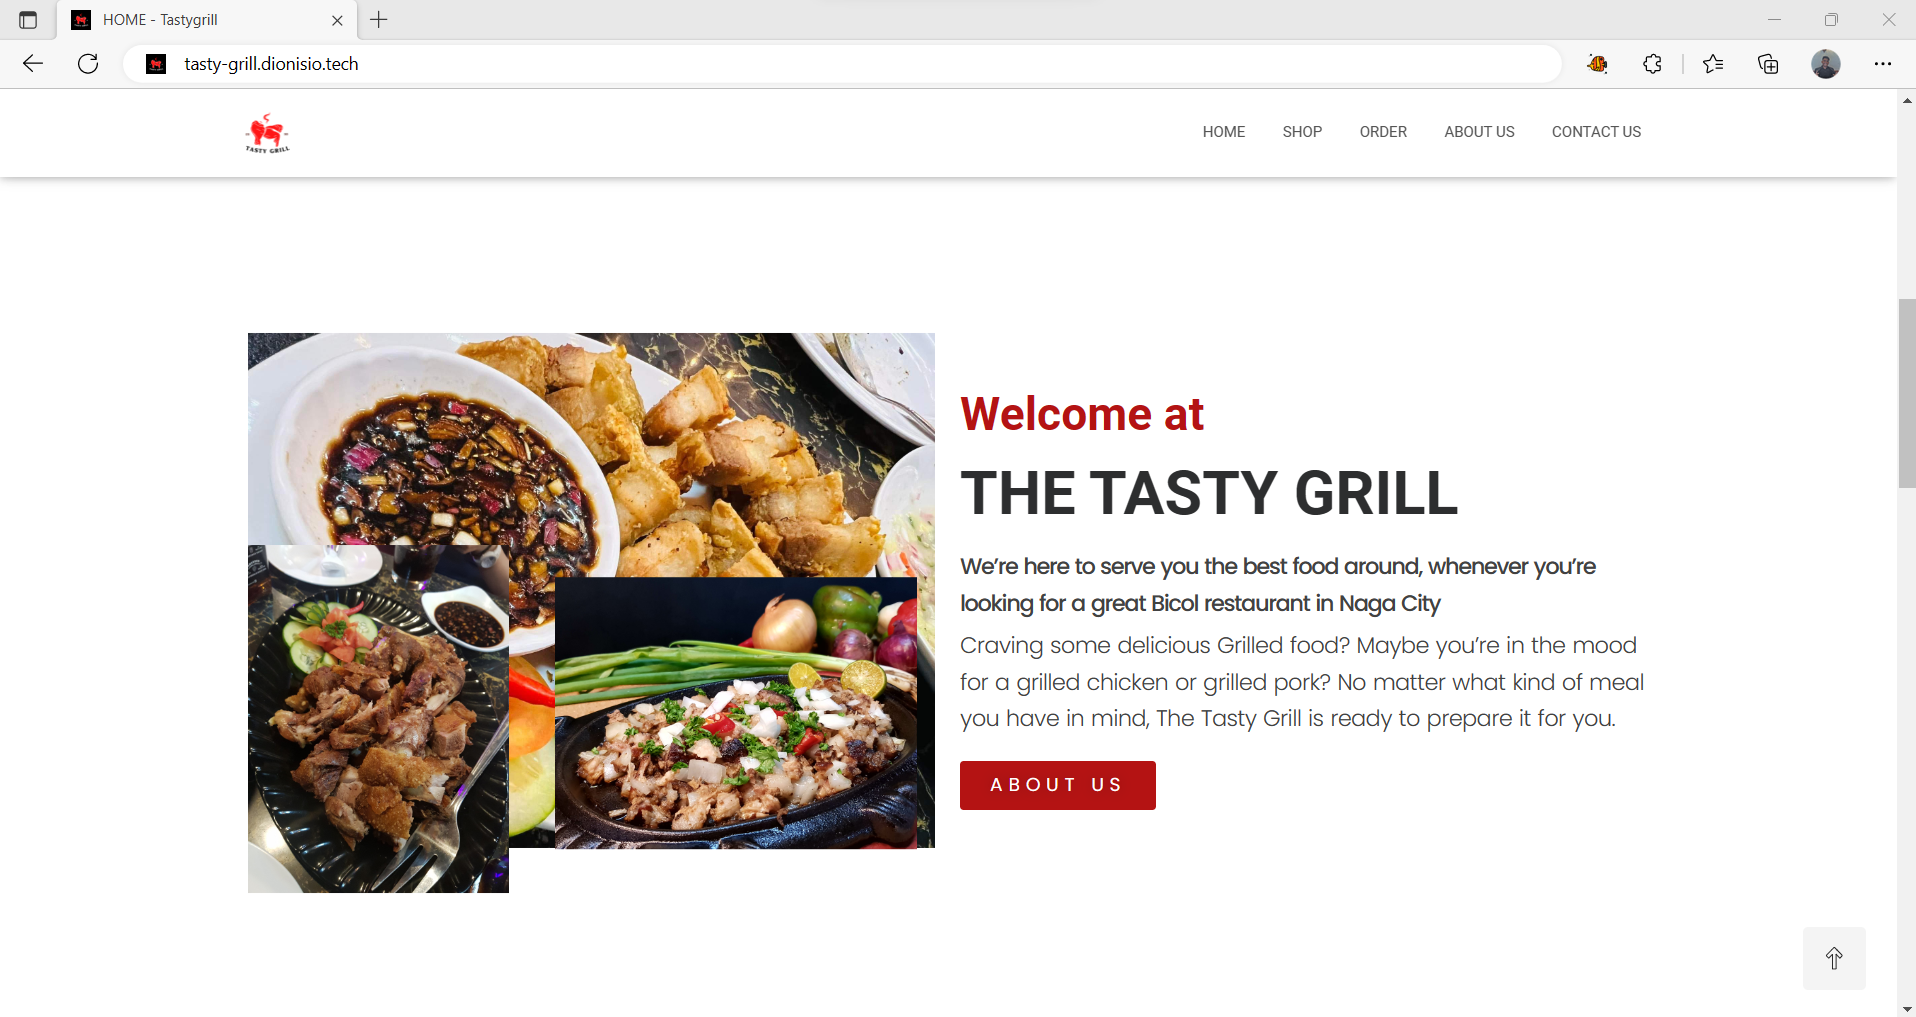 HOME - Tastygrill
tasty-grill.dionisio.tech
TASTY GRILL
HOME
SHOP
ORDER
ABOUT US
CONTACT US
Welcome at
THE TASTY GRILL
We're here to serve you the best food around, whenever you're
looking for a great Bicol restaurant in Naga City
Craving some delicious Grilled food? Maybe you're in the mood
for a grilled chicken or grilled pork? No matter what kind of meal
you have in mind, The Tasty Grill is ready to prepare it for you.
ABOUT US